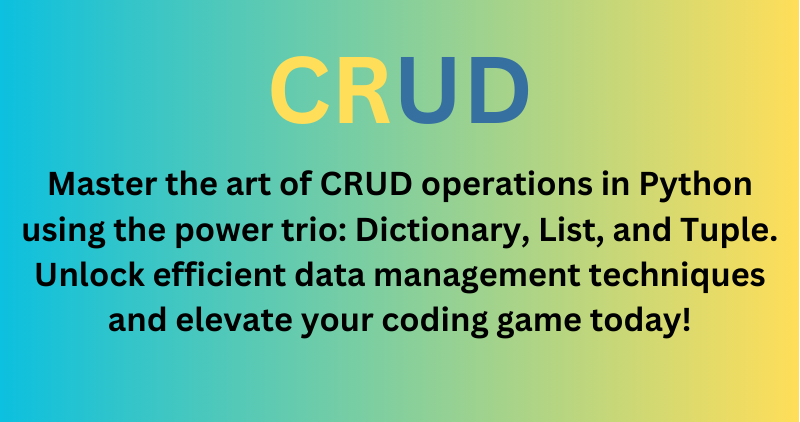 CRUD
Master the art of CRUD operations in Python
using the power trio: Dictionary, List, and Tuple.
Unlock efficient data management techniques
and elevate your coding game today!